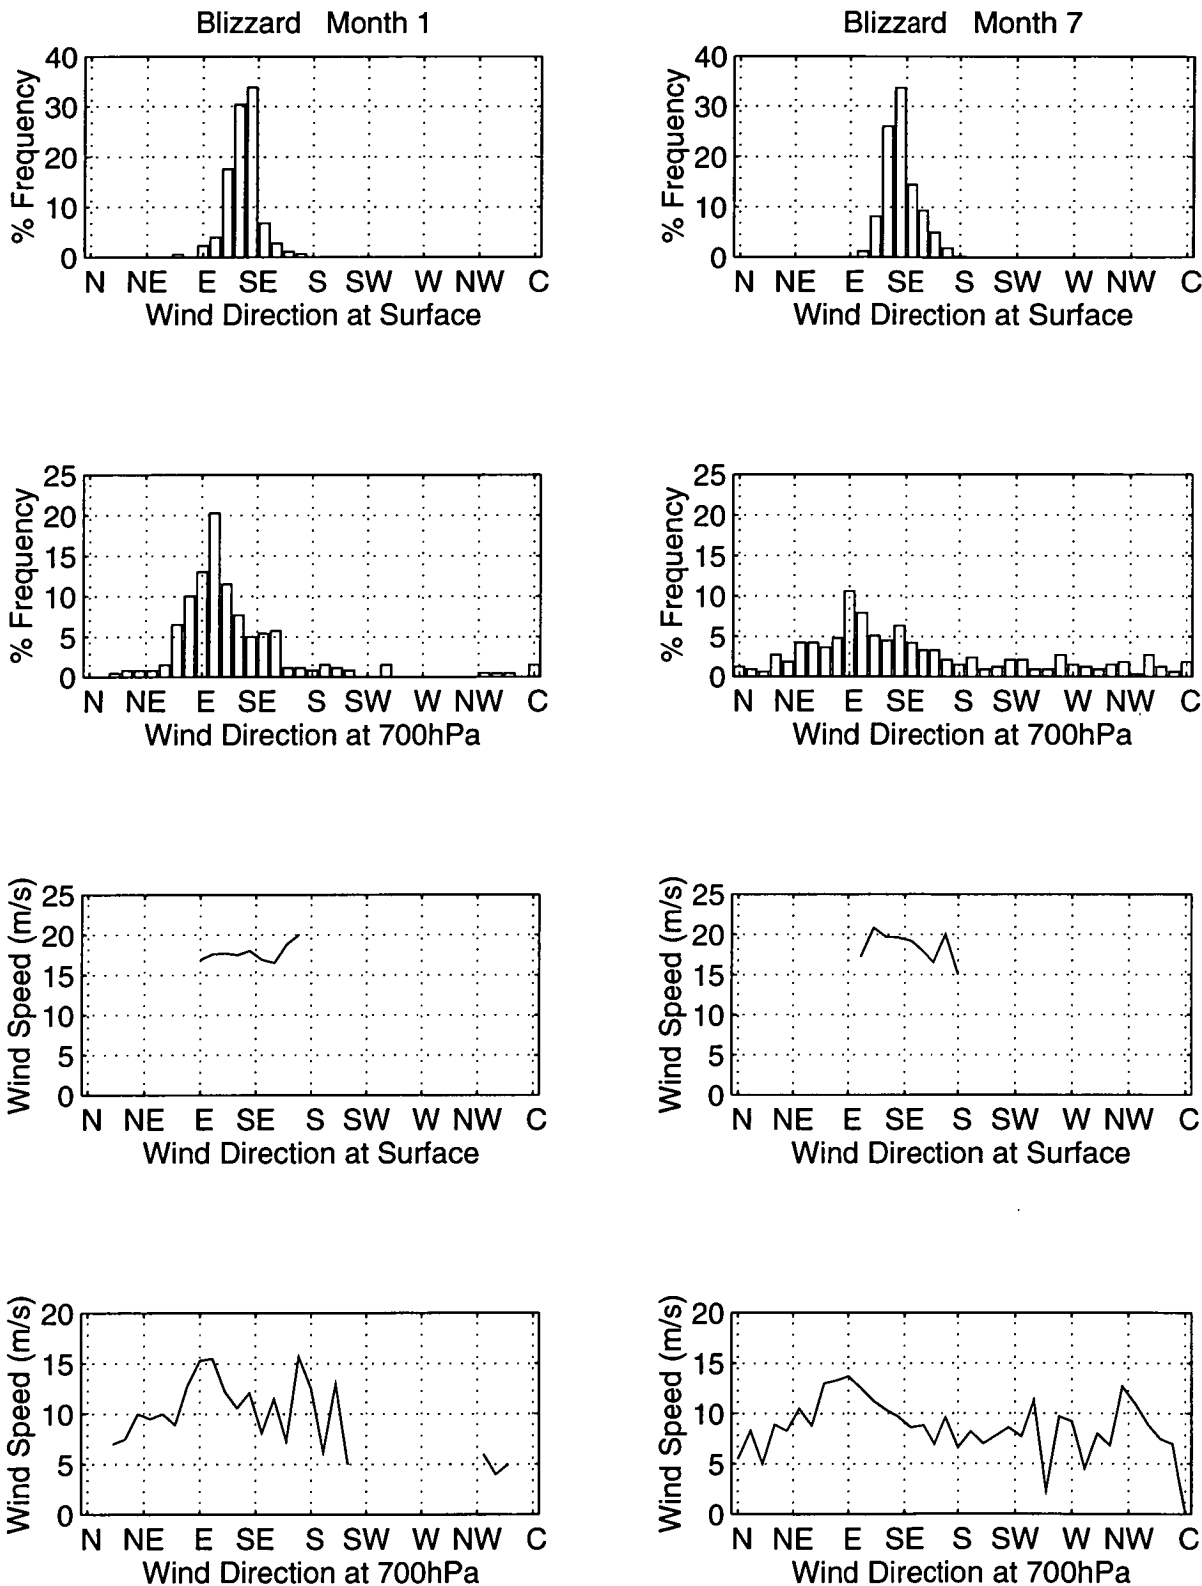 Blizzard Month 1
% Frequency
40
30
20
10
0
N NE E SE S SW W NW C
Wind Direction at Surface
Blizzard Month 7
% Frequency
40
30
20
10
0
N NE E SE S SW W NW C
Wind Direction at Surface
% Frequency
25
20
15
10
5
0
N NE E SE S SW W NW C
Wind Direction at 700hPa
% Frequency
25
20
15
10
5
0
N NE E SE S SW W NW C
Wind Direction at 700hPa
Wind Speed (m/s)
25
20
15
10
5
0
N NE E SE S SW W NW C
Wind Direction at Surface
Wind Speed (m/s)
25
20
15
10
5
0
N NE E SE S SW W NW C
Wind Direction at Surface
Wind Speed (m/s)
20
15
10
5
0
N NE E SE S SW W NW C
Wind Direction at 700hPa
Wind Speed (m/s)
20
15
10
5
0
N NE E SE S SW W NW C
Wind Direction at 700hPa